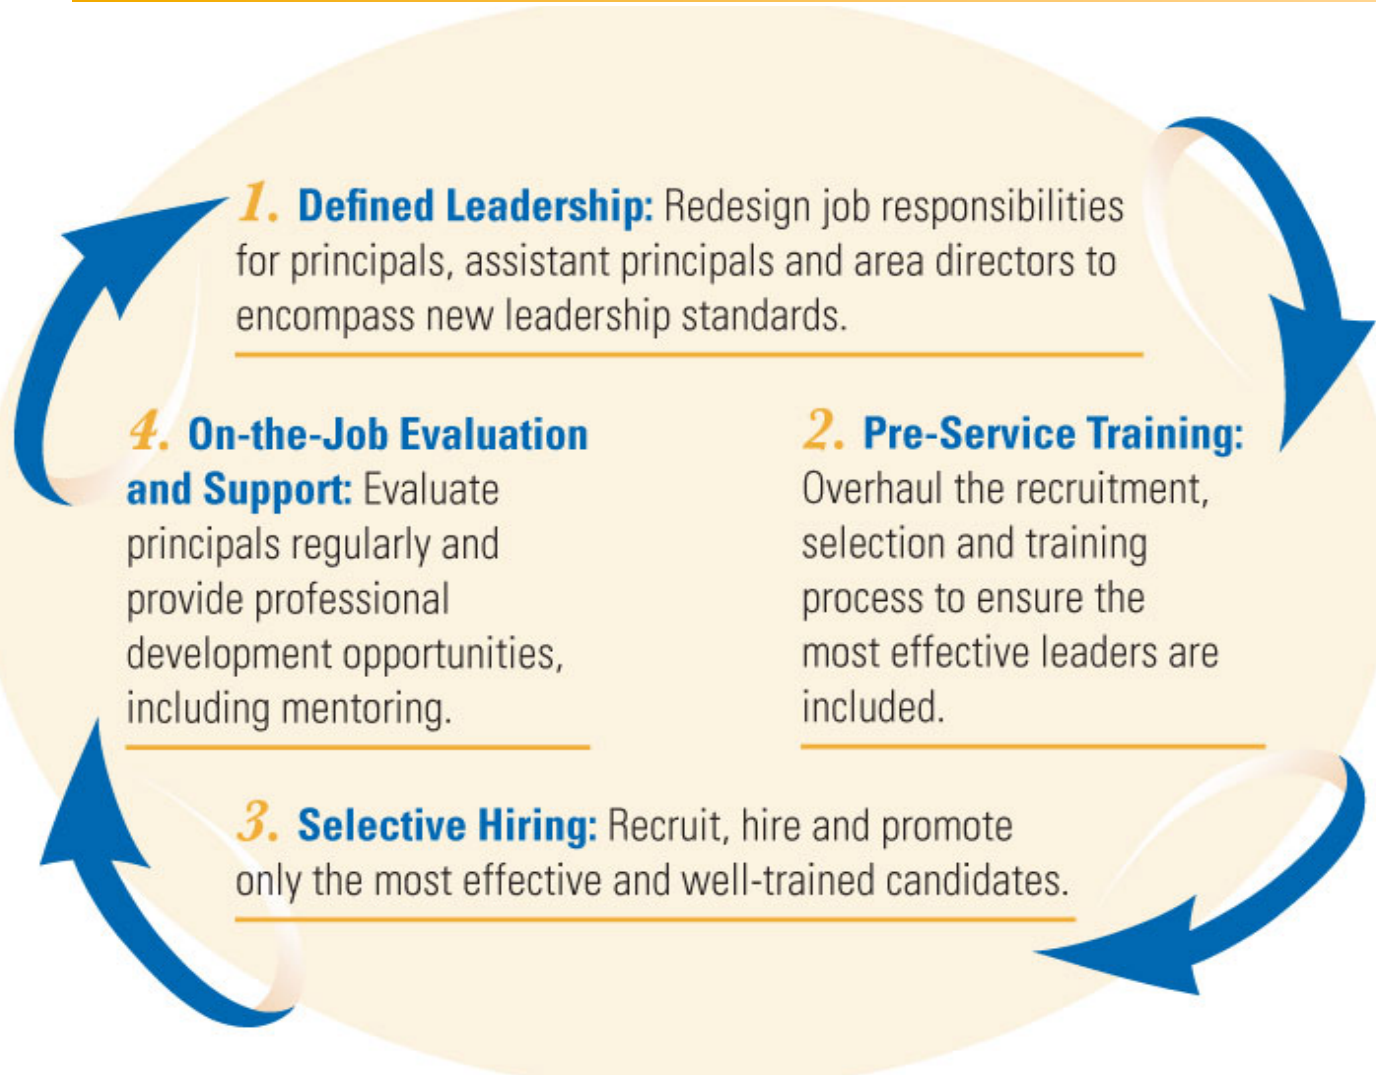 1. Defined Leadership: Redesign job responsibilities
for principals, assistant principals and area directors to
encompass new leadership standards.
2. Pre-Service Training:
Overhaul the recruitment,
selection and training
process to ensure the
most effective leaders are
included.
3. Selective Hiring: Recruit, hire and promote
only the most effective and well-trained candidates.
4. On-the-Job Evaluation
and Support: Evaluate
principals regularly and
provide professional
development opportunities,
including mentoring.